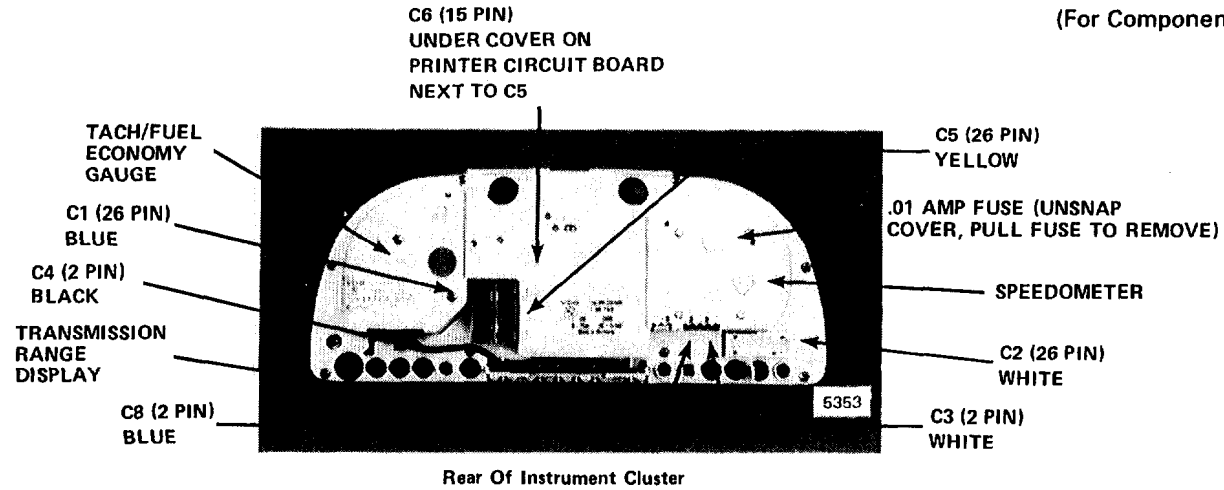 C6 (15 PIN)
UNDER COVER ON
PRINTER CIRCUIT BOARD
NEXT TO C5
(For Componen
TACH/FUEL
ECONOMY
GAUGE
C1 (26 PIN)
BLUE
C4 (2 PIN)
BLACK
TRANSMISSION
RANGE
DISPLAY
C8 (2 PIN)
BLUE
C5 (26 PIN)
YELLOW
.01 AMP FUSE (UNSNAP
COVER, PULL FUSE TO REMOVE)
SPEEDOMETER
C2 (26 PIN)
WHITE
5353
C3 (2 PIN)
WHITE
Rear Of Instrument Cluster